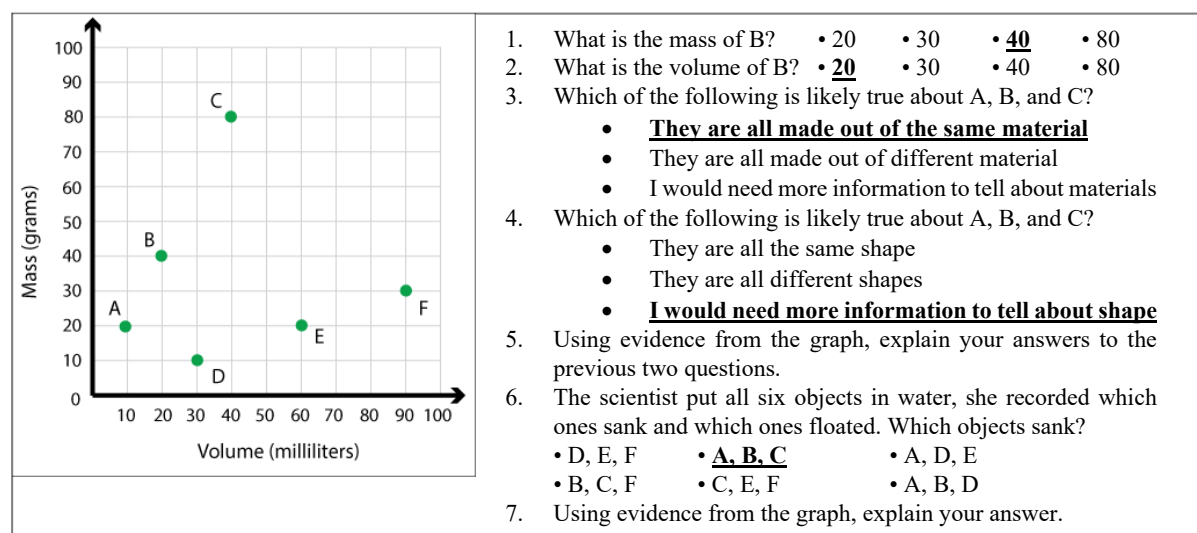 100
90
80
70
60
50
40
30
20
10
0
Mass (grams)
C
B
A
F
E
D
10 20 30 40 50 60 70 80 90 100
Volume (milliliters)
1. What is the mass of B? • 20 • 30 • 40 • 80
2. What is the volume of B? • 20 • 30 • 40 • 80
3. Which of the following is likely true about A, B, and C?
• They are all made out of the same material
• They are all made out of different material
• I would need more information to tell about materials
4. Which of the following is likely true about A, B, and C?
• They are all the same shape
• They are all different shapes
• I would need more information to tell about shape
5. Using evidence from the graph, explain your answers to the
previous two questions.
6. The scientist put all six objects in water, she recorded which
ones sank and which ones floated. Which objects sank?
• D, E, F • A, B, C • A, D, E
• B, C, F • C, E, F • A, B, D
7. Using evidence from the graph, explain your answer.